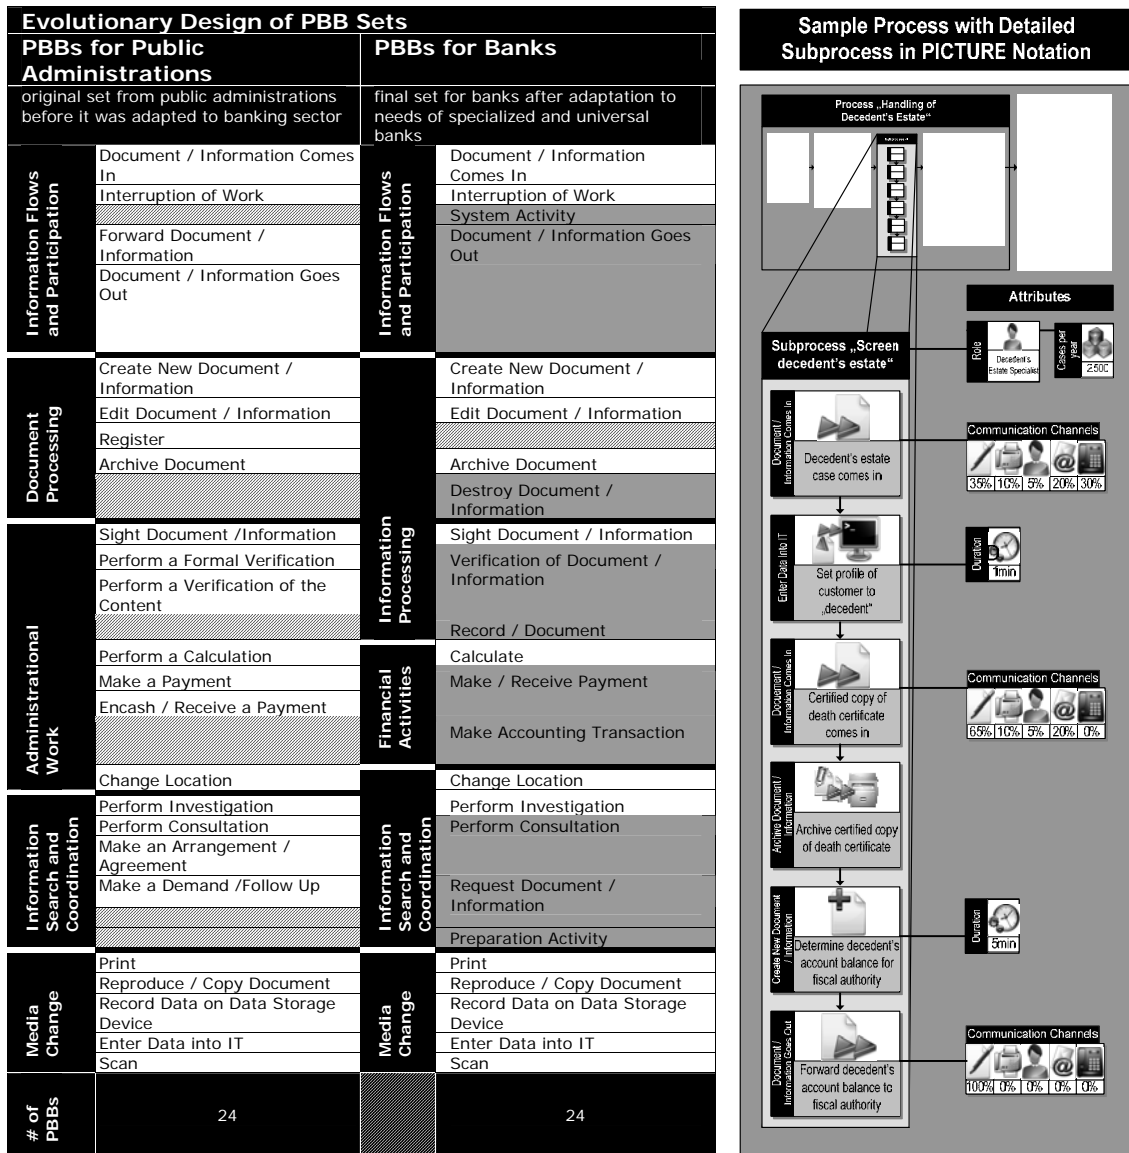 Evolutionary Design of PBB Sets
PBBs for Public
Administrations
PBBs for Banks
original set from public administrations
before it was adapted to banking sector
final set for banks after adaptation to
needs of specialized and universal
banks
Information Flows
and Participation
Document / Information Comes
In
Interruption of Work
Forward Document /
Information
Document / Information Goes
Out
Information Flows
and Participation
Document / Information
Comes In
Interruption of Work
System Activity
Document / Information Goes
Out
Document
Processing
Create New Document /
Information
Edit Document / Information
Register
Archive Document
Information
Processing
Create New Document /
Information
Edit Document / Information
Archive Document
Destroy Document /
Information
Sight Document / Information
Verification of Document /
Information
Record / Document
Administrational
Work
Sight Document /Information
Perform a Formal Verification
Perform a Verification of the
Content
Perform a Calculation
Make a Payment
Encash / Receive a Payment
Change Location
Financial
Activities
Calculate
Make / Receive Payment
Make Accounting Transaction
Information
Search and
Coordination
Perform Investigation
Perform Consultation
Make an Arrangement /
Agreement
Make a Demand /Follow Up
Information
Search and
Coordination
Change Location
Perform Investigation
Perform Consultation
Request Document /
Information
Preparation Activity
Media
Change
Print
Reproduce / Copy Document
Record Data on Data Storage
Device
Enter Data into IT
Scan
Media
Change
Print
Reproduce / Copy Document
Record Data on Data Storage
Device
Enter Data into IT
Scan
# of
PBBs
24
24
Sample Process with Detailed
Subprocess in PICTURE Notation
Process „Handling of
Decedent's Estate“
Attributes
Subprocess „Screen
decedent's estate“
Role
Decedent's
Estate Specialist
Cases per
year
2.500
Document /
Information Comes In
Decedent's estate
case comes in
Communication Channels
35% 10% 5% 20% 30%
Enter Data Into IT
Set profile of
customer to
„decedent“
Duration
1min
Document /
Information Comes In
Certified copy of
death certificate
comes in
Communication Channels
65% 10% 5% 20% 0%
Archive Document /
Information
Archive certified copy
of death certificate
Create New Document
/ Information
Determine decedent's
account balance for
fiscal authority
Duration
5min
Document /
Information Goes Out
Forward decedent's
account balance to
fiscal authority
Communication Channels
100% 0% 0% 0% 0%